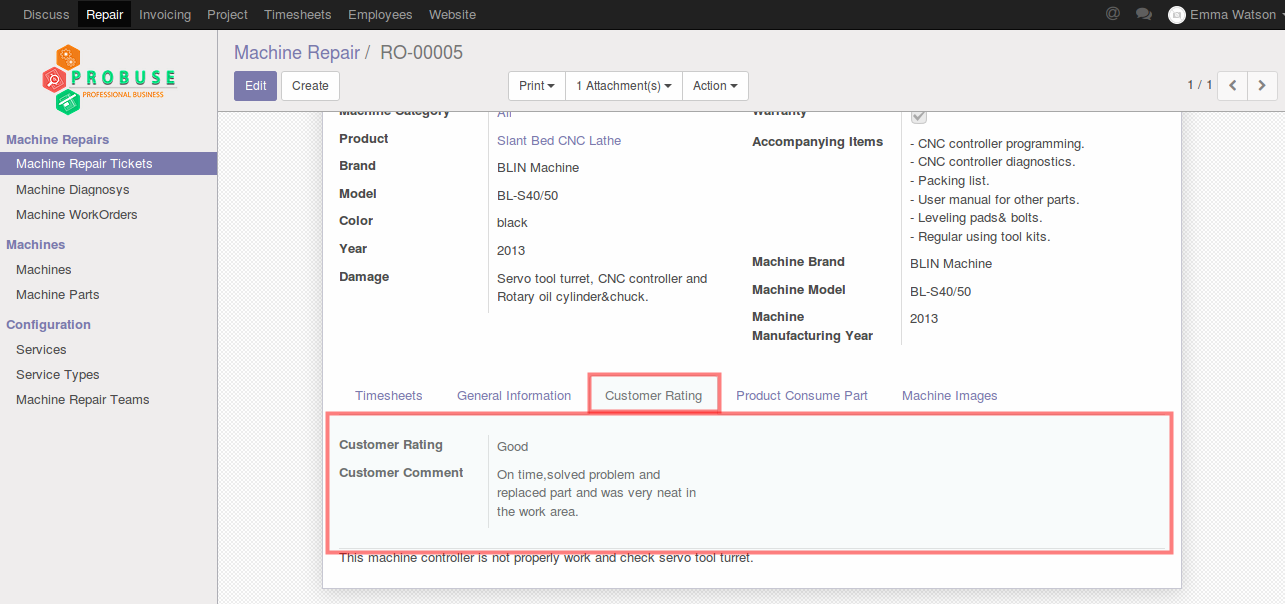 Discuss Repair Invoicing Project Timesheets Employees Website @ Emma Watson
PROBUSE
PROFESSIONAL BUSINESS
Machine Repair / RO-00005
Edit Create Print 1 Attachment(s) Action 1 / 1
Machine Repairs
Machine Repair Tickets
Machine Diagnosys
Machine WorkOrders
Machines
Machines
Machine Parts
Configuration
Services
Service Types
Machine Repair Teams
Machine Category All
Product Slant Bed CNC Lathe
Brand BLIN Machine
Model BL-S40/50
Color black
Year 2013
Damage Servo tool turret, CNC controller and
Rotary oil cylinder&chuck.
Warranty
Accompanying Items - CNC controller programming.
- CNC controller diagnostics.
- Packing list.
- User manual for other parts.
- Leveling pads& bolts.
- Regular using tool kits.
Machine Brand BLIN Machine
Machine Model BL-S40/50
Machine
Manufacturing Year 2013
Timesheets General Information Customer Rating Product Consume Part Machine Images
Customer Rating Good
Customer Comment On time,solved problem and
replaced part and was very neat in
the work area.
This machine controller is not properly work and check servo tool turret.